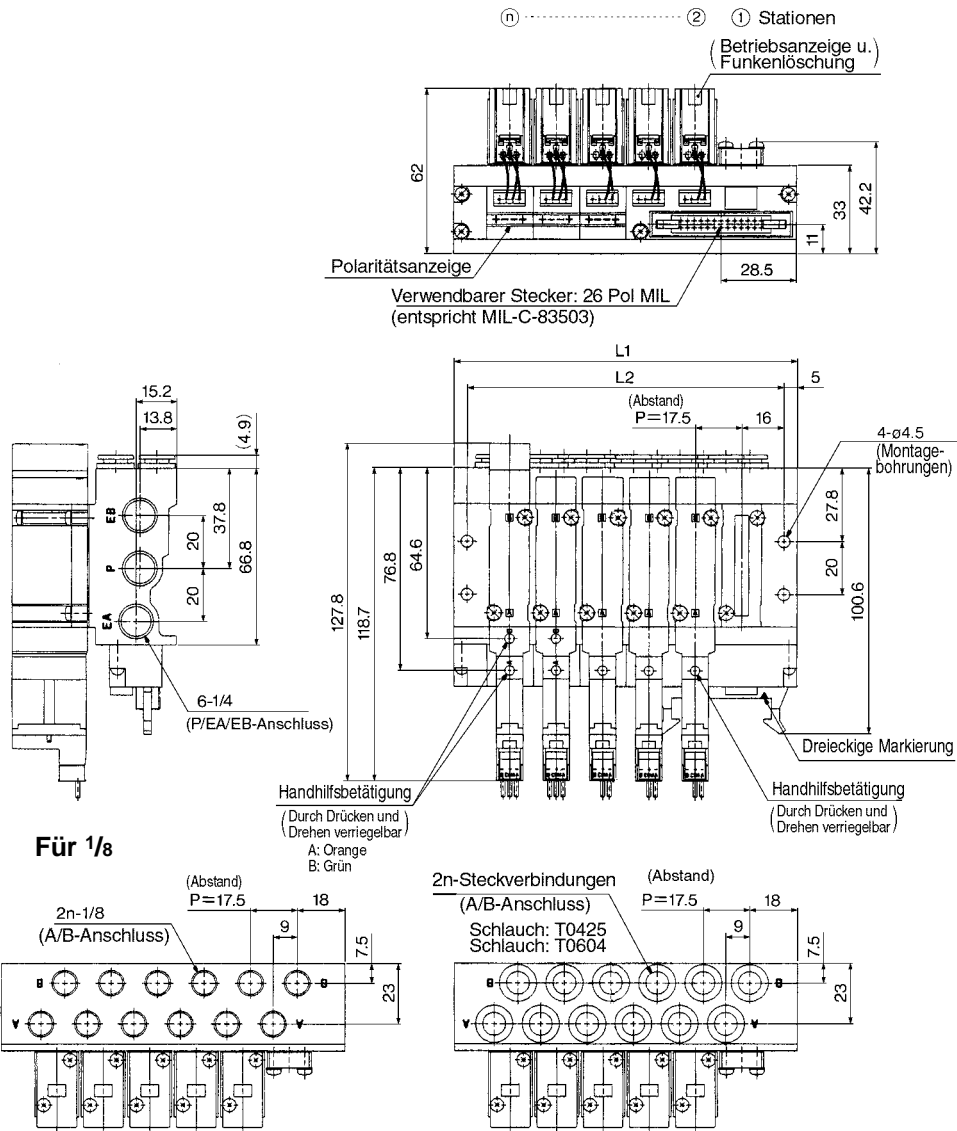 ⓝ ② ① Stationen
(Betriebsanzeige u.
Funkenlöschung)
62
33
42.2
11
28.5
Polaritätsanzeige
Verwendbarer Stecker: 26 Pol MIL
(entspricht MIL-C-83503)
L1
L2
5
(Abstand)
P=17.5
16
4-ø4.5
(Montage-
bohrungen)
15.2
13.8
(4.9)
EB
P
EA
20
20
37.8
66.8
6-1/4
(P/EA/EB-Anschluss)
127.8
118.7
76.8
64.6
27.8
20
100.6
Dreieckige Markierung
Handhilfsbetätigung
(Durch Drücken und
Drehen verriegelbar)
A: Orange
B: Grün
Handhilfsbetätigung
(Durch Drücken und
Drehen verriegelbar)
Für 1/8
(Abstand)
P=17.5
18
9
7.5
23
2n-1/8
(A/B-Anschluss)
B
B
A
A
2n-Steckverbindungen
(A/B-Anschluss)
Schlauch: T0425
Schlauch: T0604
(Abstand)
P=17.5
18
9
7.5
23
B
B
A
A